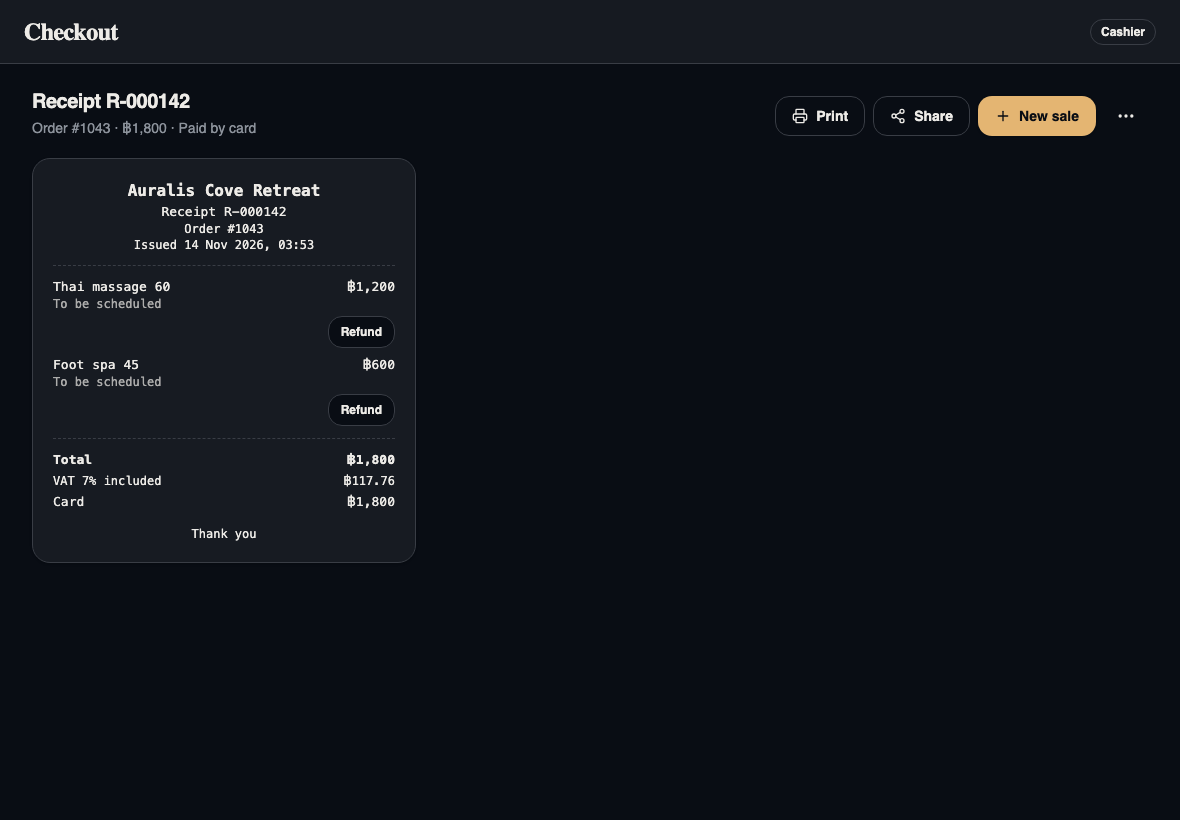 Checkout
Cashier
Receipt R-000142
Order #1043 · ฿1,800 · Paid by card
Print
Share
New sale
Auralis Cove Retreat
Receipt R-000142
Order #1043
Issued 14 Nov 2026, 03:53
Thai massage 60 ฿1,200
To be scheduled
Refund
Foot spa 45 ฿600
To be scheduled
Refund
Total ฿1,800
VAT 7% included ฿117.76
Card ฿1,800
Thank you